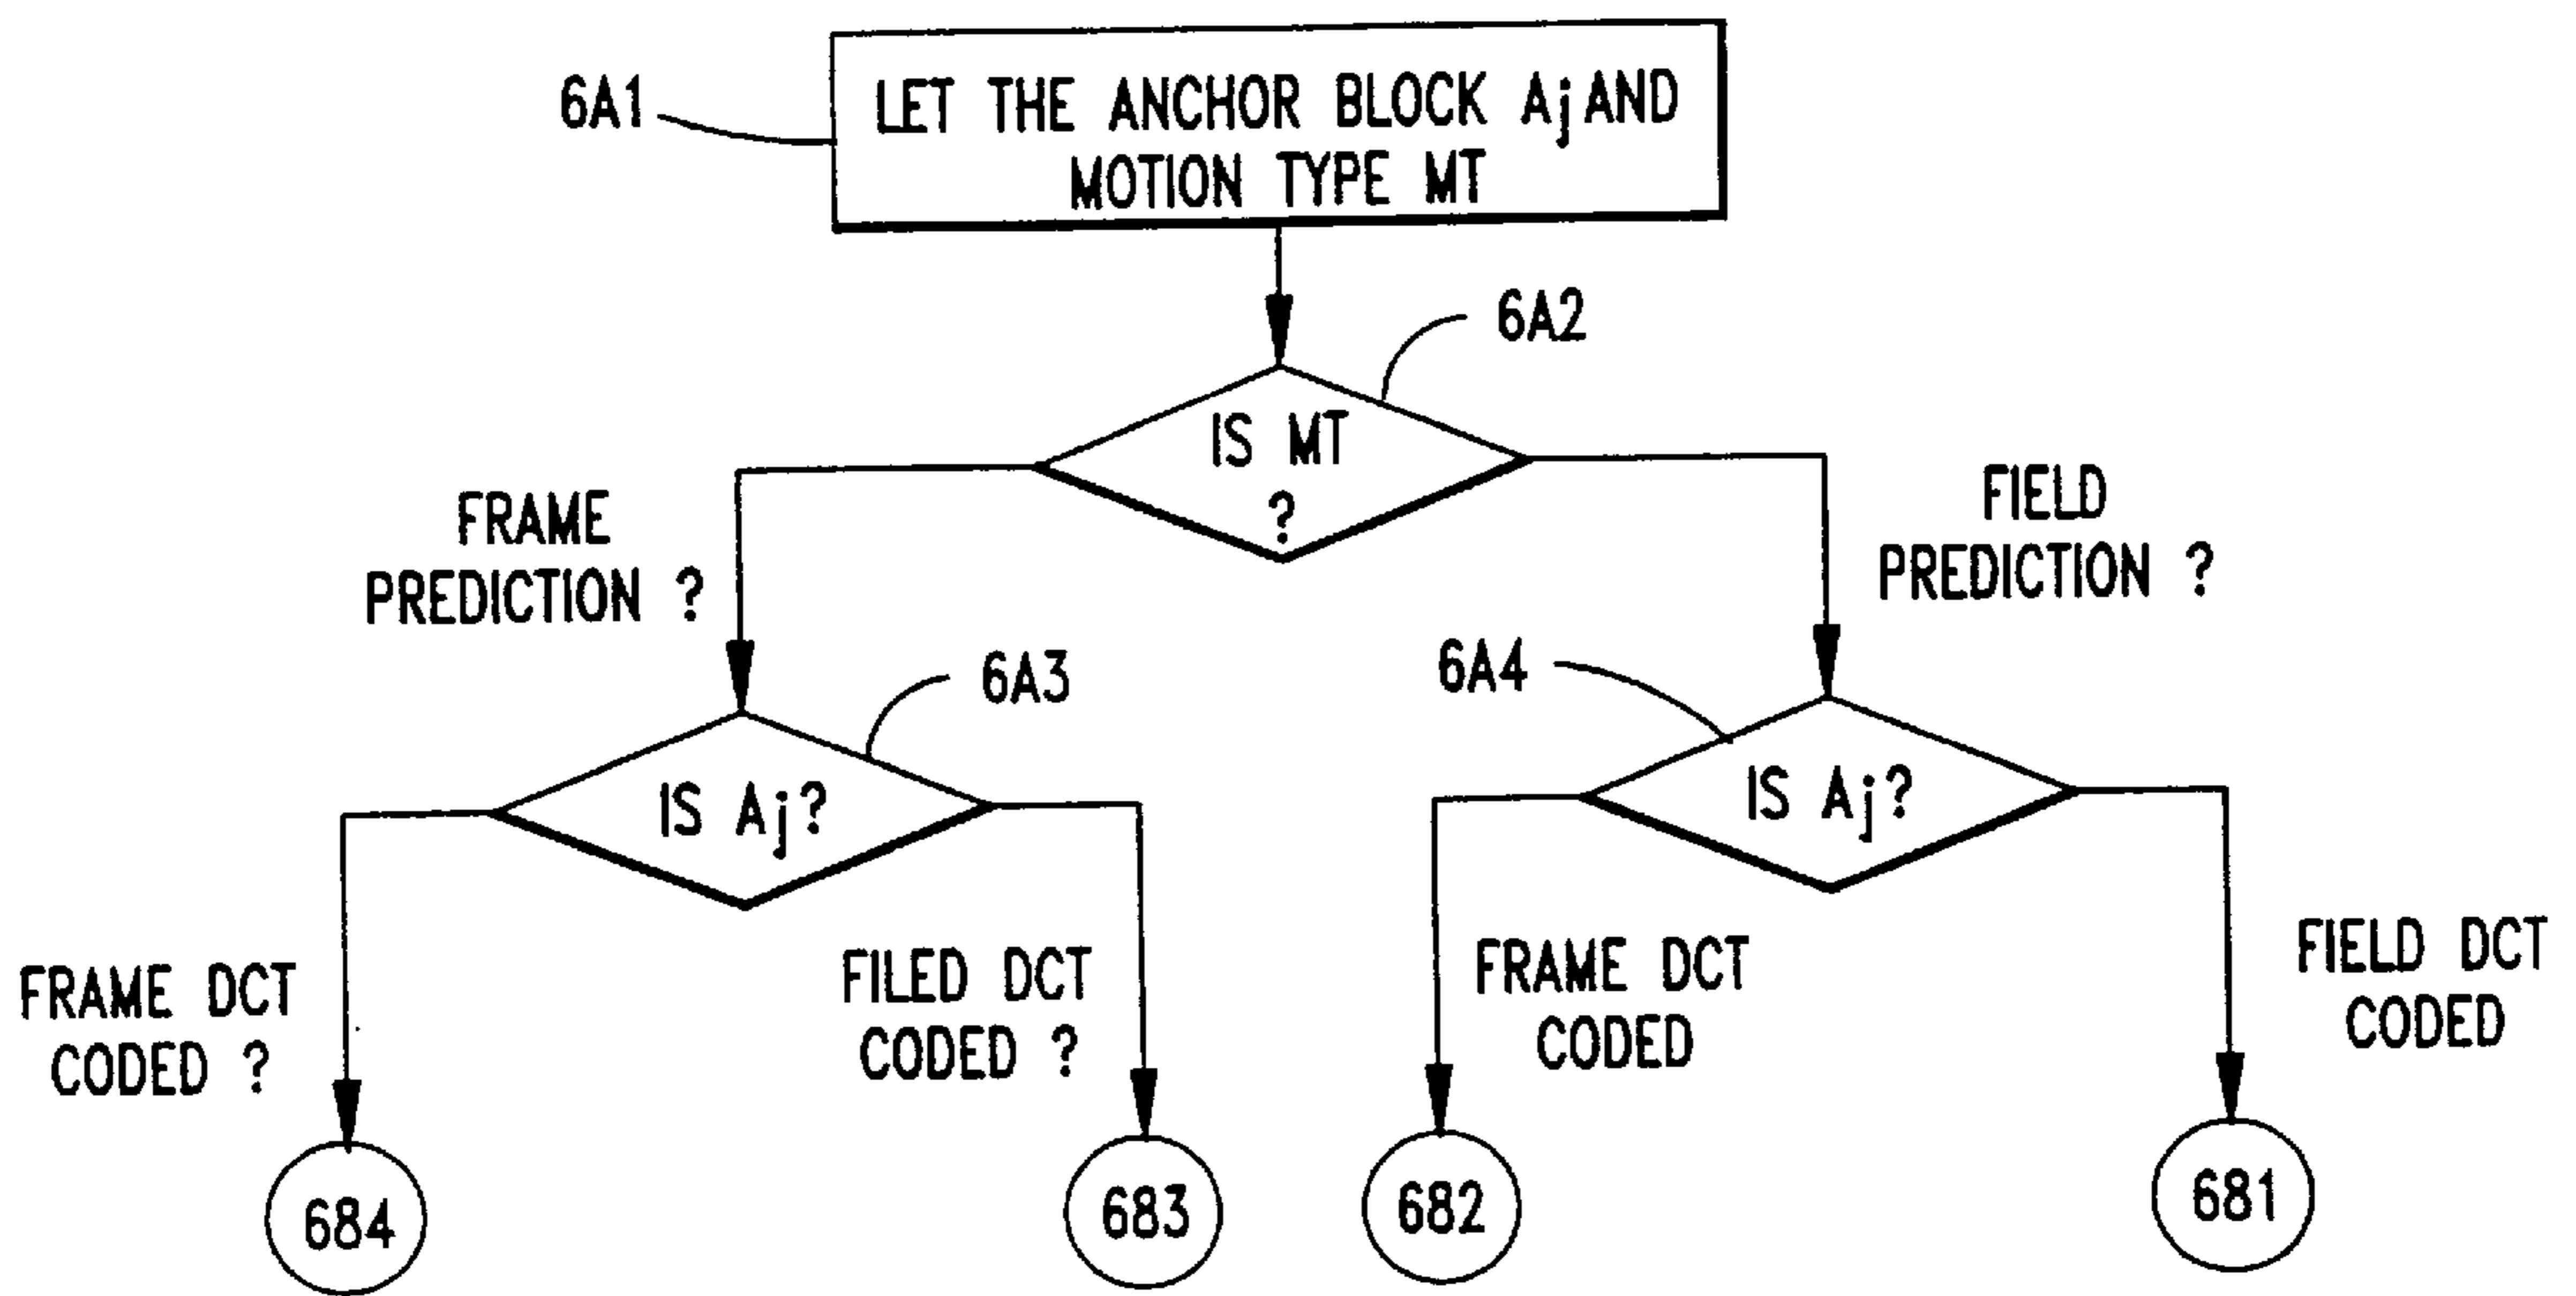 6A1
LET THE ANCHOR BLOCK Aj AND
MOTION TYPE MT
6A2
IS MT
?
FRAME
PREDICTION ?
FIELD
PREDICTION ?
6A3
IS Aj?
6A4
IS Aj?
FRAME DCT
CODED ?
FILED DCT
CODED ?
FRAME DCT
CODED
FIELD DCT
CODED
684
683
682
681